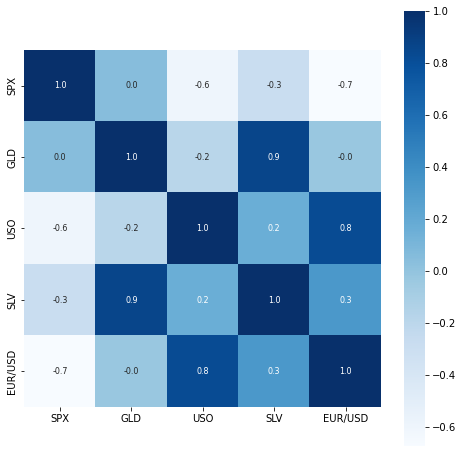 SPX 1.0 0.0 -0.6 -0.3 -0.7
GLD 0.0 1.0 -0.2 0.9 -0.0
USO -0.6 -0.2 1.0 0.2 0.8
SLV -0.3 0.9 0.2 1.0 0.3
EUR/USD -0.7 -0.0 0.8 0.3 1.0
SPX GLD USO SLV EUR/USD
1.0
0.8
0.6
0.4
0.2
0.0
−0.2
−0.4
−0.6